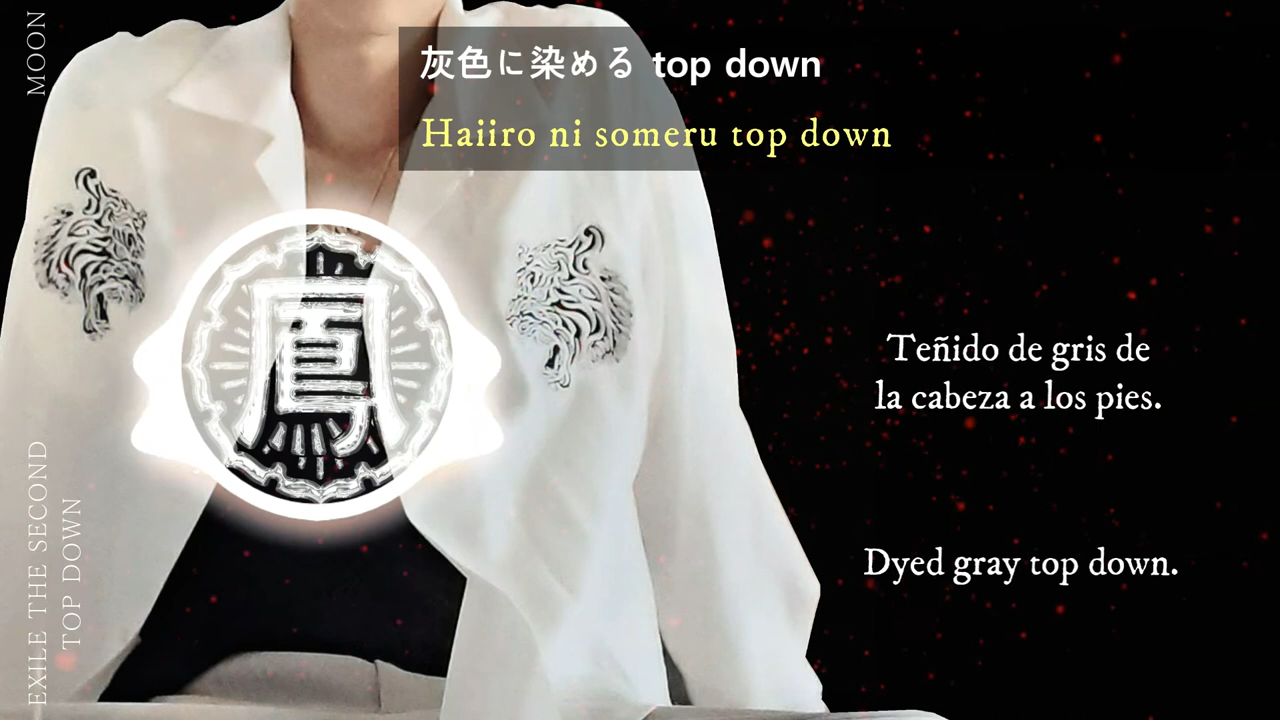 MOON
灰色に染める top down
Haiiro ni someru top down
鳳
Teñido de gris de
la cabeza a los pies.
Dyed gray top down.
EXILE THE SECOND
TOP DOWN